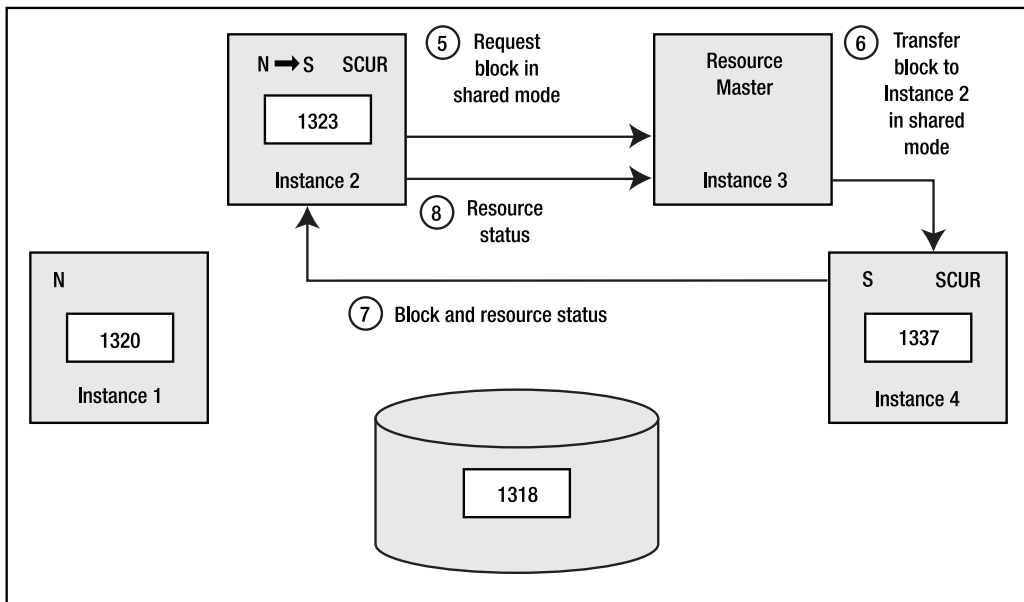 5 Request
block in
shared mode
6 Transfer
block to
Instance 2
in shared
mode
N → S SCUR
1323
Instance 2
Resource
Master
Instance 3
8 Resource
status
N
1320
Instance 1
7 Block and resource status
S SCUR
1337
Instance 4
1318